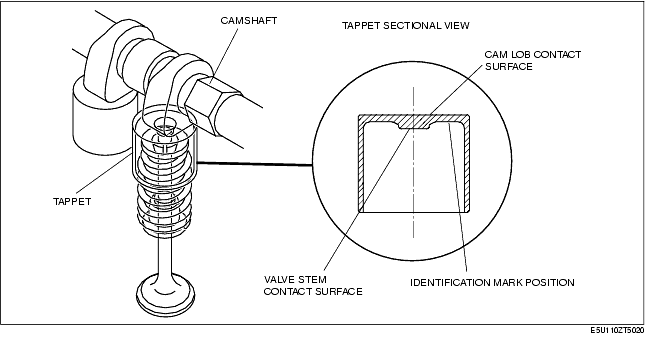 CAMSHAFT
TAPPET SECTIONAL VIEW
CAM LOB CONTACT
SURFACE
TAPPET
VALVE STEM
CONTACT SURFACE
IDENTIFICATION MARK POSITION
E5U110ZT5020